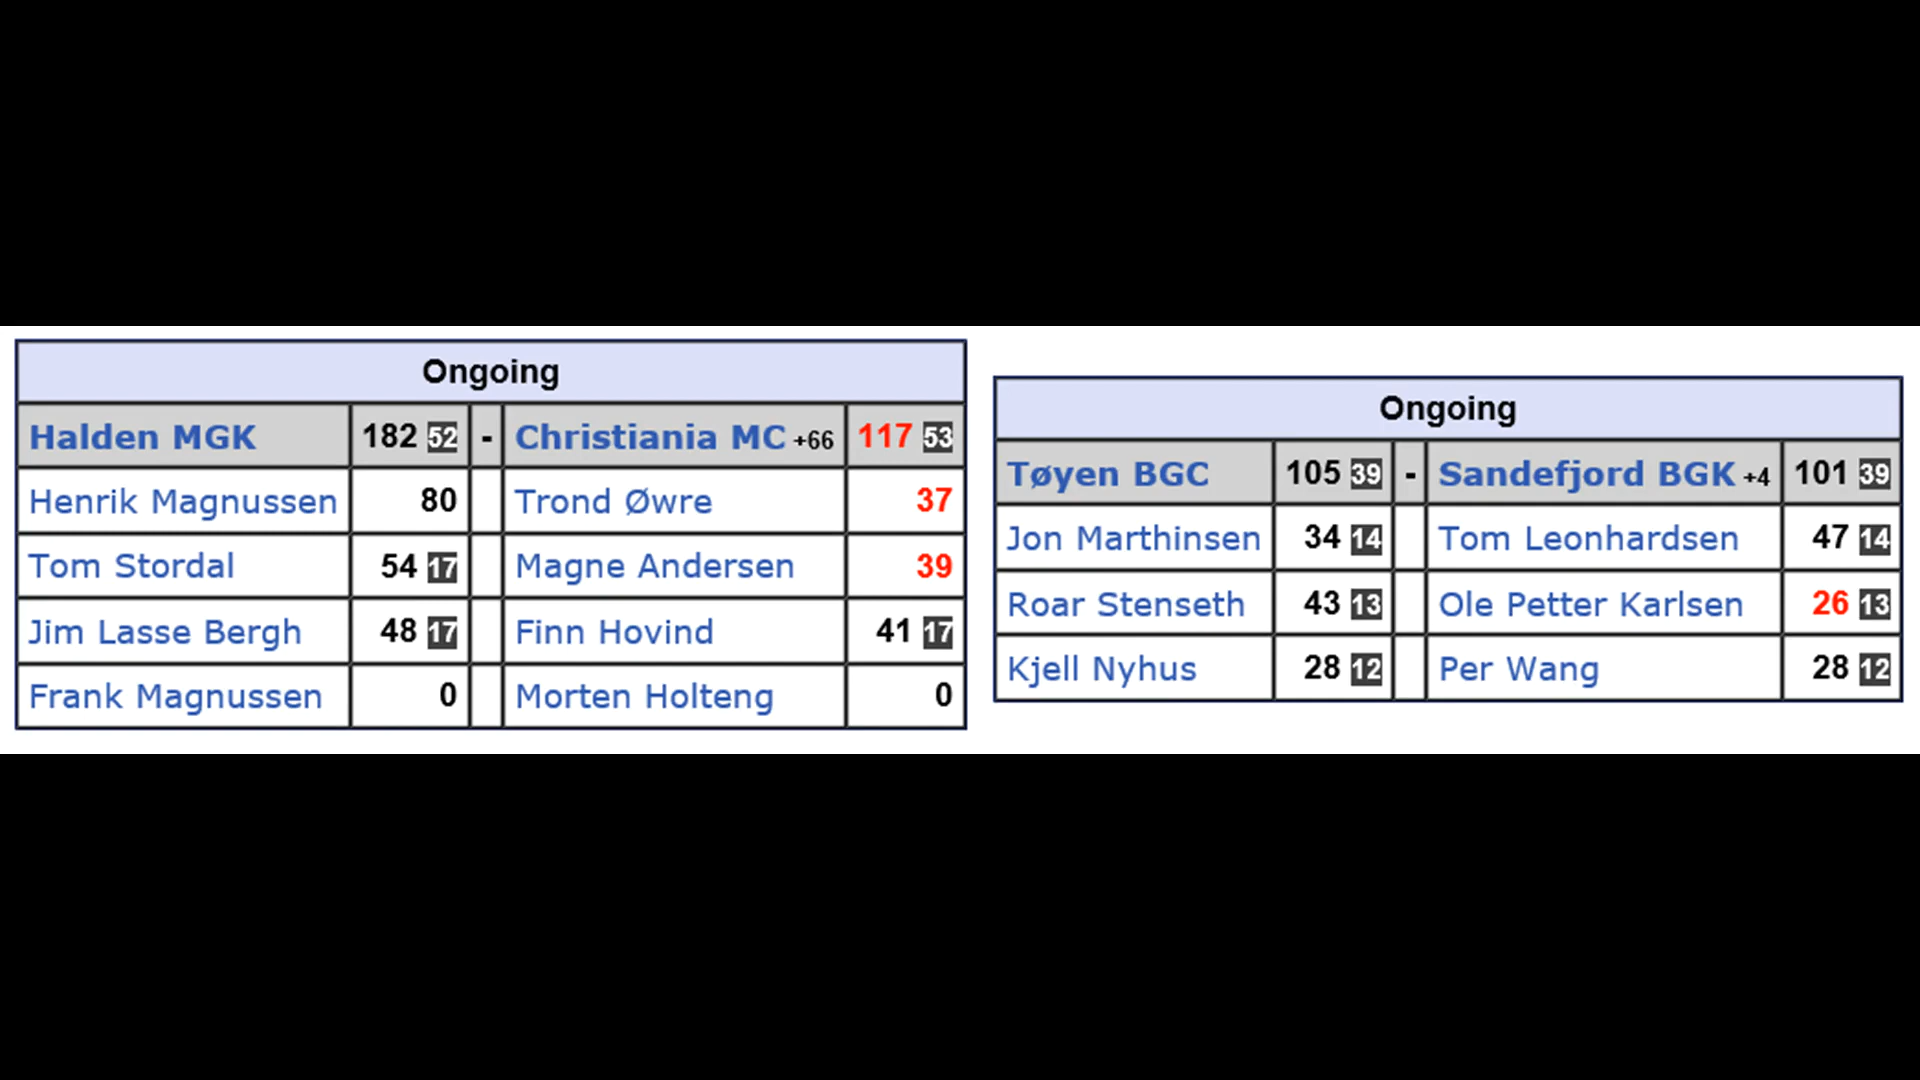 Ongoing
Halden MGK 182 52 - Christiania MC +66 117 53
Henrik Magnussen 80 Trond Øwre 37
Tom Stordal 54 17 Magne Andersen 39
Jim Lasse Bergh 48 17 Finn Hovind 41 17
Frank Magnussen 0 Morten Holteng 0
Ongoing
Tøyen BGC 105 39 - Sandefjord BGK +4 101 39
Jon Marthinsen 34 14 Tom Leonhardsen 47 14
Roar Stenseth 43 13 Ole Petter Karlsen 26 13
Kjell Nyhus 28 12 Per Wang 28 12